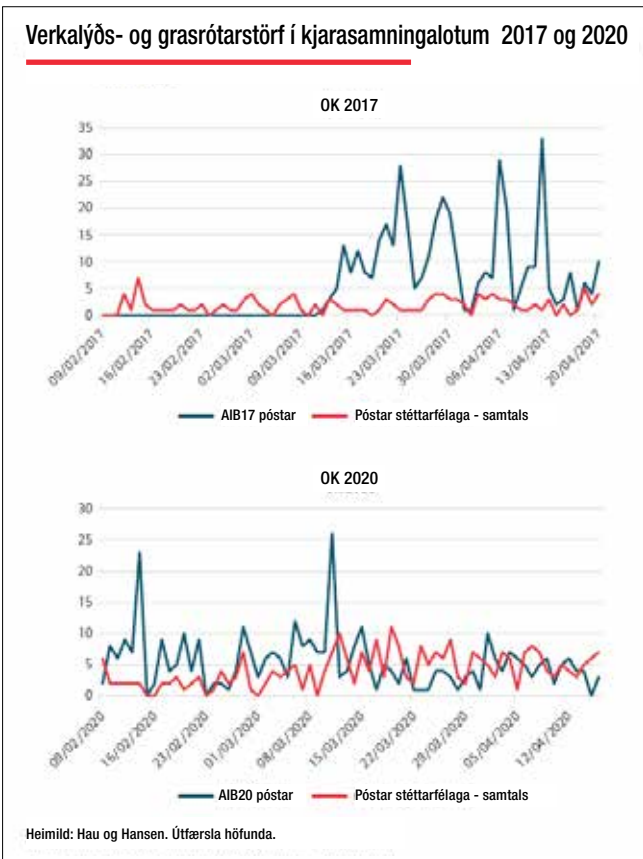 Verkalýðs- og grasrótarstörf í kjarasamningalotum 2017 og 2020
OK 2017
35
30
25
20
15
10
5
0
09/02/2017 16/02/2017 23/02/2017 02/03/2017 09/03/2017 16/03/2017 23/03/2017 30/03/2017 06/04/2017 13/04/2017 20/04/2017
AIB17 póstar Póstar stéttarfélaga - samtals
OK 2020
30
25
20
15
10
5
0
09/02/2020 16/02/2020 23/02/2020 01/03/2020 08/03/2020 15/03/2020 22/03/2020 29/03/2020 05/04/2020 12/04/2020
AIB20 póstar Póstar stéttarfélaga - samtals
Heimild: Hau og Hansen. Útfærsla höfunda.